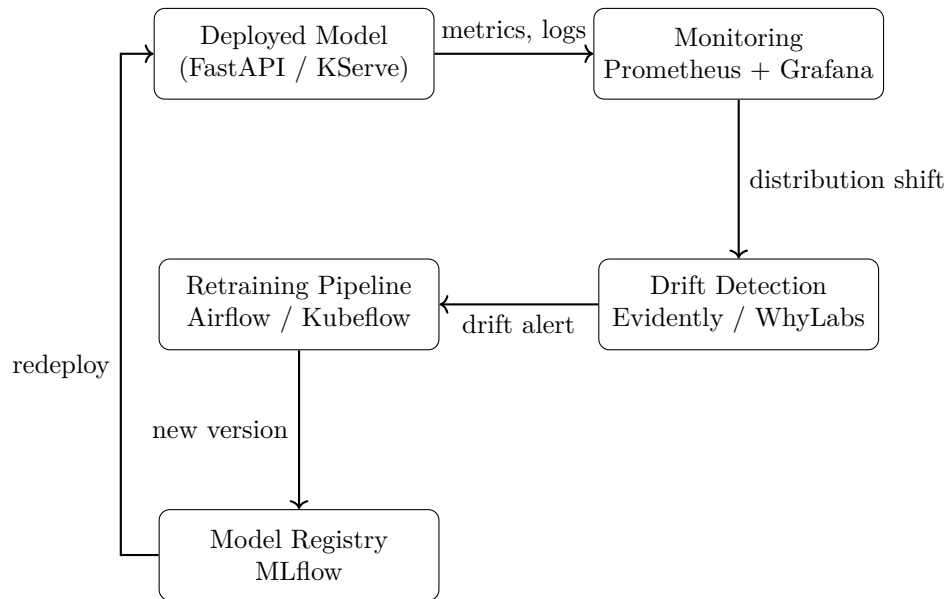 Deployed Model
(FastAPI / KServe)
metrics, logs
Monitoring
Prometheus + Grafana
distribution shift
Drift Detection
Evidently / WhyLabs
drift alert
Retraining Pipeline
Airflow / Kubeflow
new version
Model Registry
MLflow
redeploy